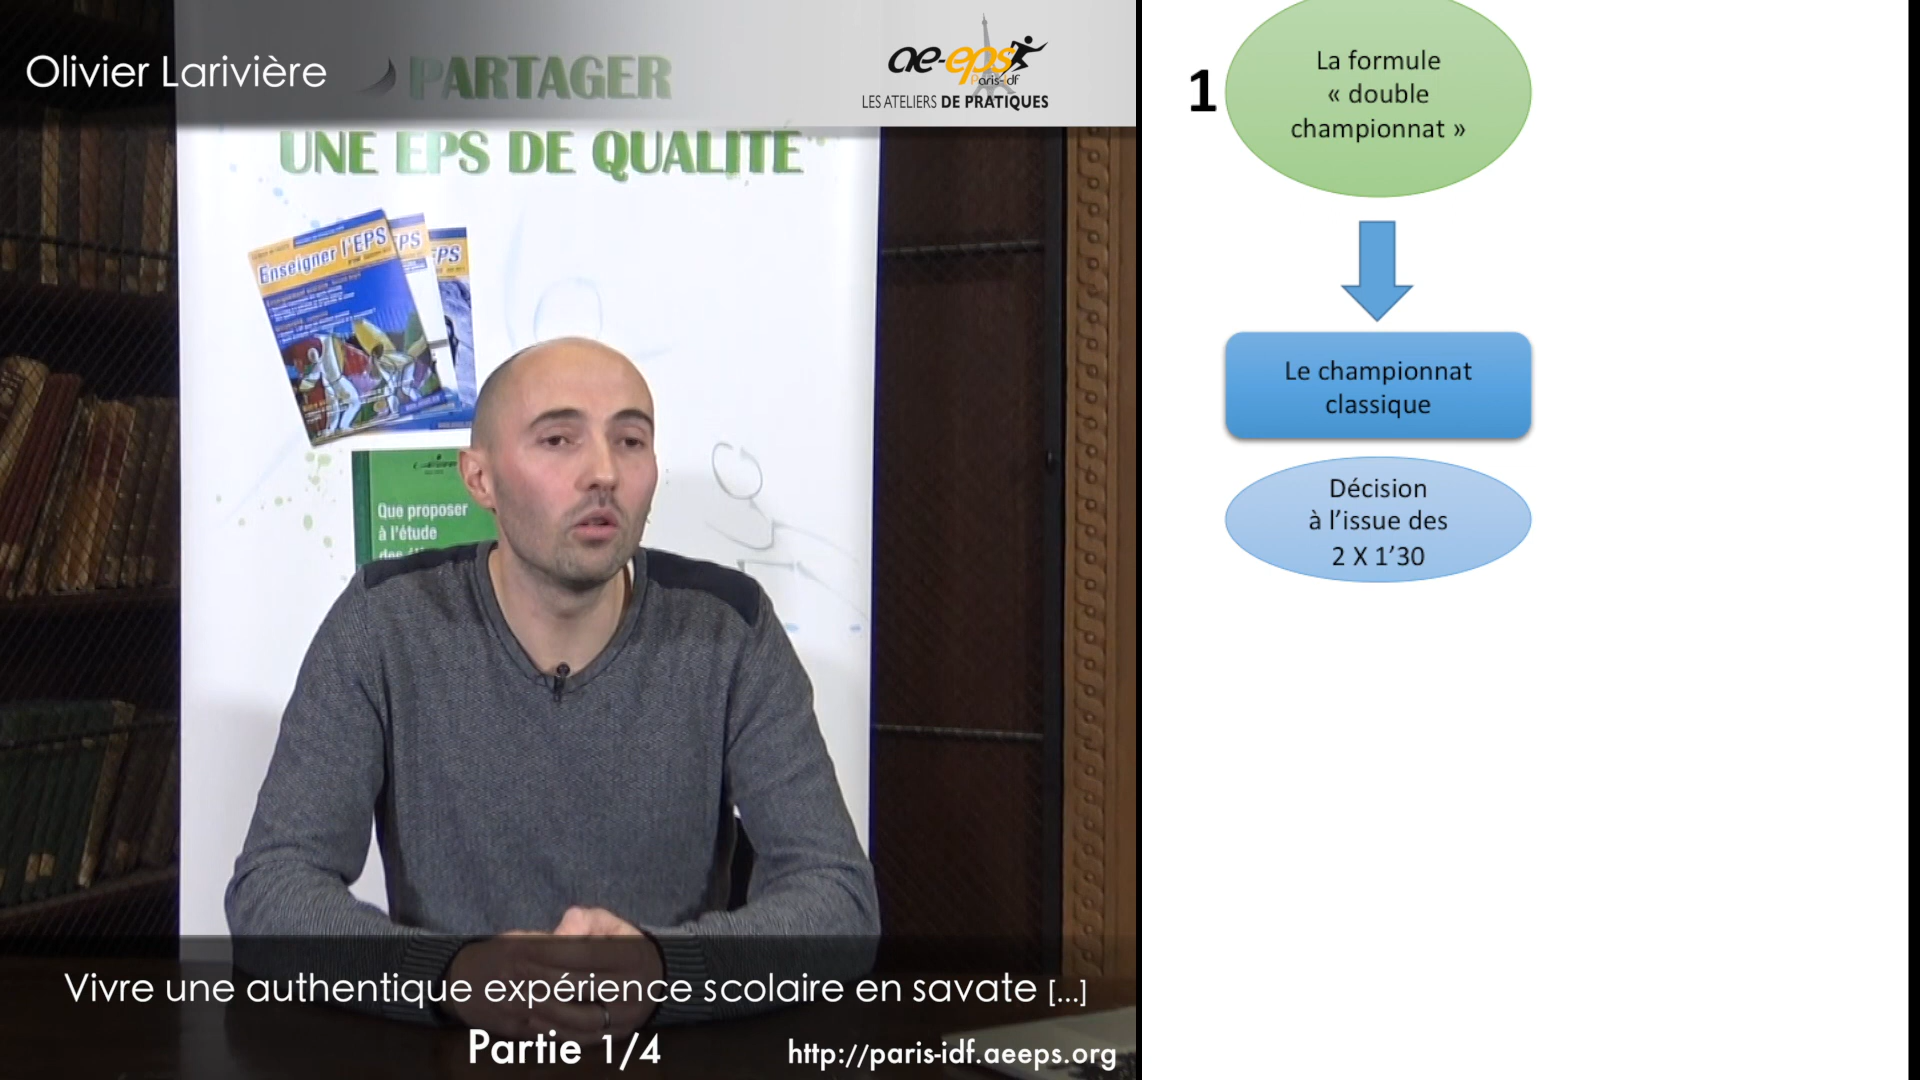 Olivier Larivière
PARTAGER
UNE EPS DE QUALITÉ
ae-eps
Paris-idf
LES ATELIERS DE PRATIQUES
Enseigner l'EPS
EPS
EPS
Que proposer
à l'étude
Vivre une authentique expérience scolaire en savate [...]
Partie 1/4
http://paris-idf.aeeps.org
1
La formule
« double
championnat »
Le championnat
classique
Décision
à l’issue des
2 X 1’30